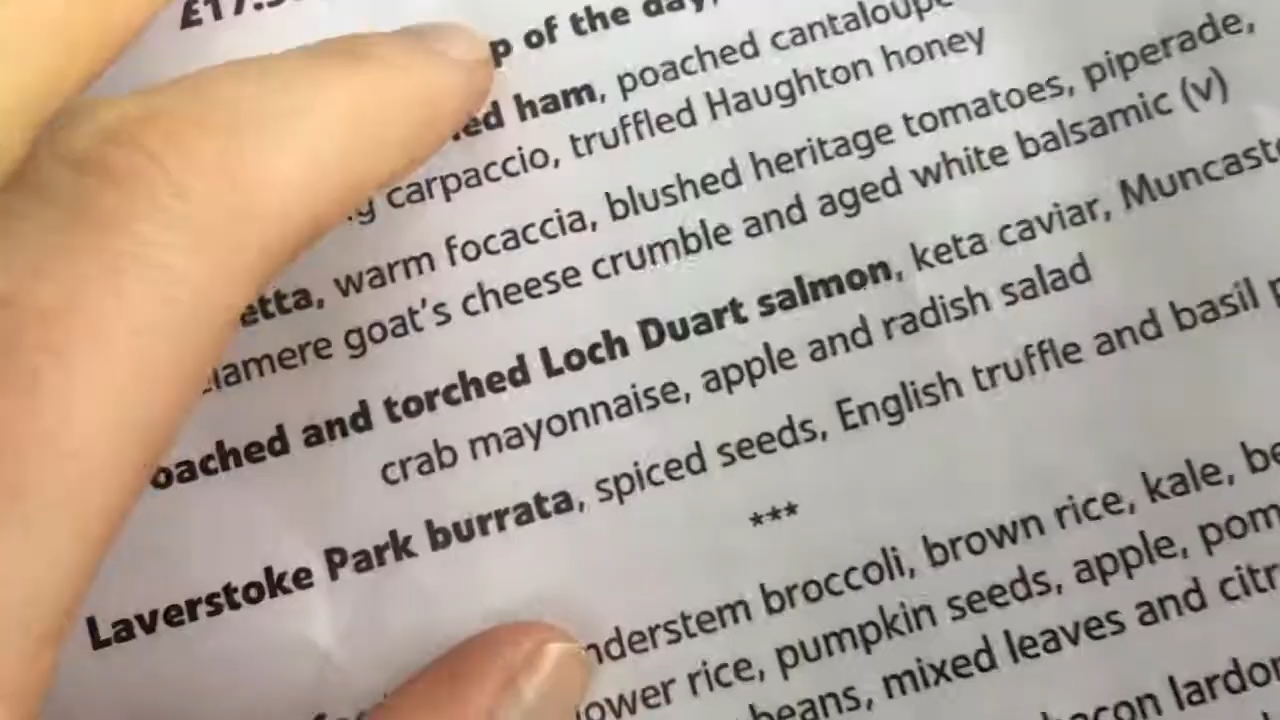 p of the day,
ed ham, poached cantaloupe
carpaccio, truffled Haughton honey
etta, warm focaccia, blushed heritage tomatoes, piperade,
amere goat's cheese crumble and aged white balsamic (v)
oached and torched Loch Duart salmon, keta caviar, Muncast
crab mayonnaise, apple and radish salad
Laverstoke Park burrata, spiced seeds, English truffle and basil
***
nderstem broccoli, brown rice, kale, be
ower rice, pumpkin seeds, apple, pom
beans, mixed leaves and citr
acon lardon